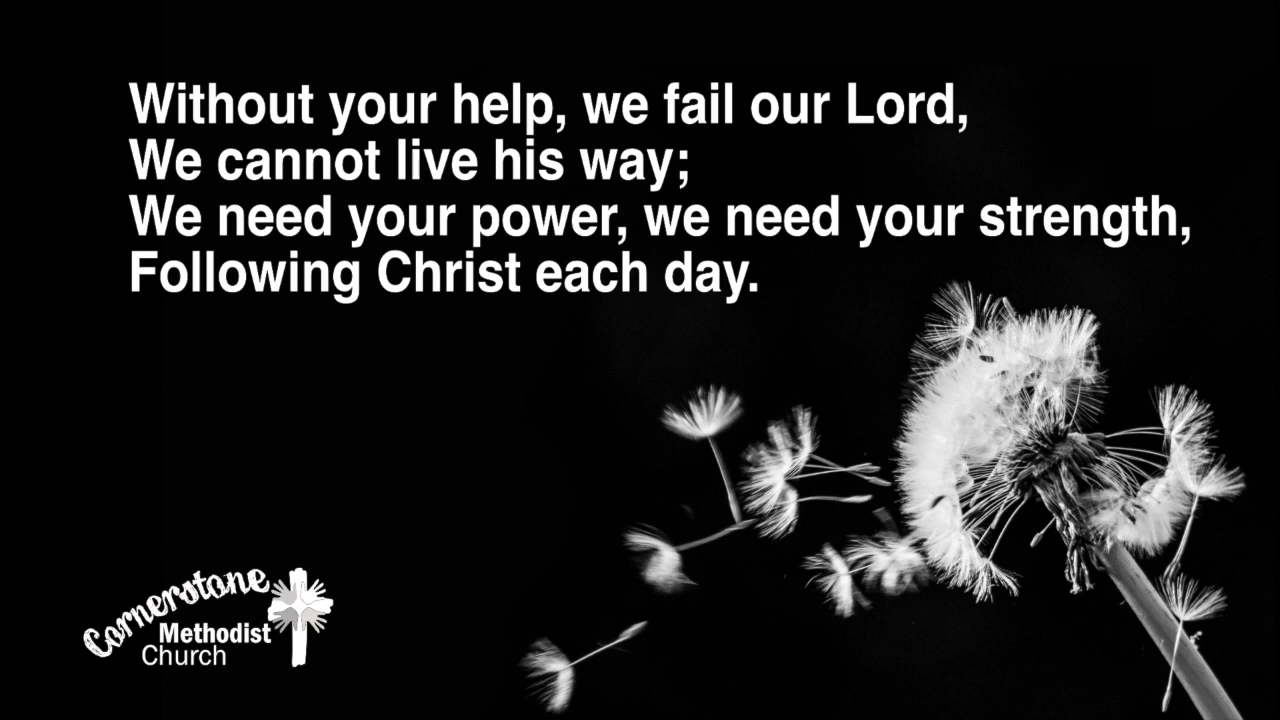 Without your help, we fail our Lord,
We cannot live his way;
We need your power, we need your strength,
Following Christ each day.
Cornerstone
Methodist
Church